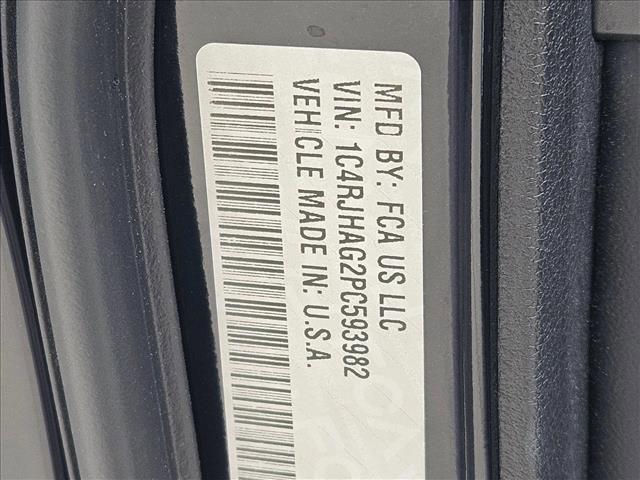 MFD BY: FCA US LLC
VIN: 1C4RJHAG2PC593982
VEHICLE MADE IN: U.S.A.